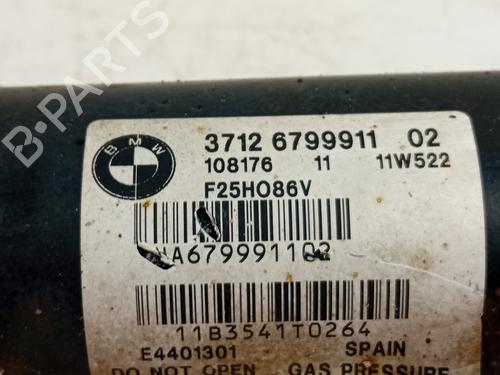 BMW
3712 6799911 02
108176 11 11W522
F25HO86V
A679991102
11B3541T0264
E4401301 SPAIN
DO NOT OPEN GAS PRESSURE
B-PARTS